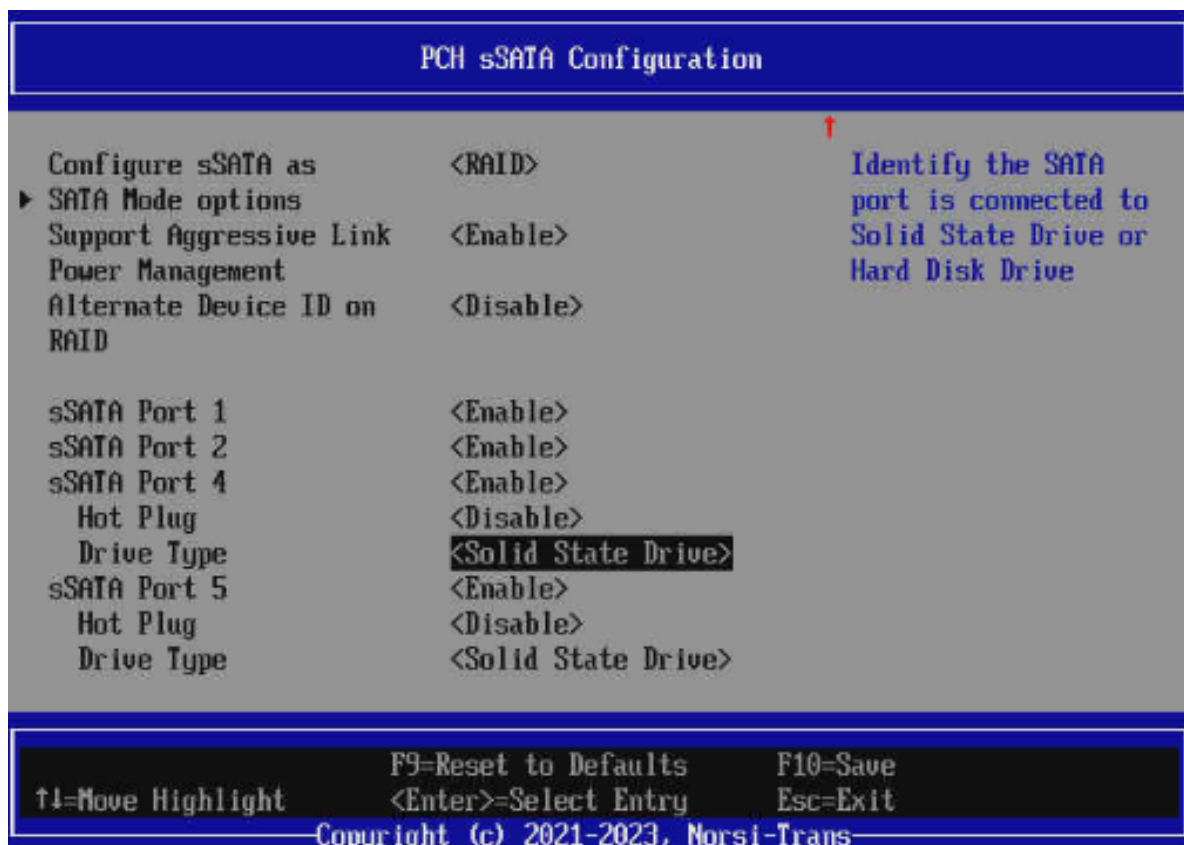 PCH sSATA Configuration
↑
Configure sSATA as <RAID>
▶ SATA Mode options
Support Aggressive Link <Enable>
Power Management
Alternate Device ID on <Disable>
RAID
Identify the SATA
port is connected to
Solid State Drive or
Hard Disk Drive
sSATA Port 1 <Enable>
sSATA Port 2 <Enable>
sSATA Port 4 <Enable>
Hot Plug <Disable>
Drive Type <Solid State Drive>
sSATA Port 5 <Enable>
Hot Plug <Disable>
Drive Type <Solid State Drive>
F9=Reset to Defaults F10=Save
↑↓=Move Highlight <Enter>=Select Entry Esc=Exit
Copyright (c) 2021-2023, Norsi-Trans